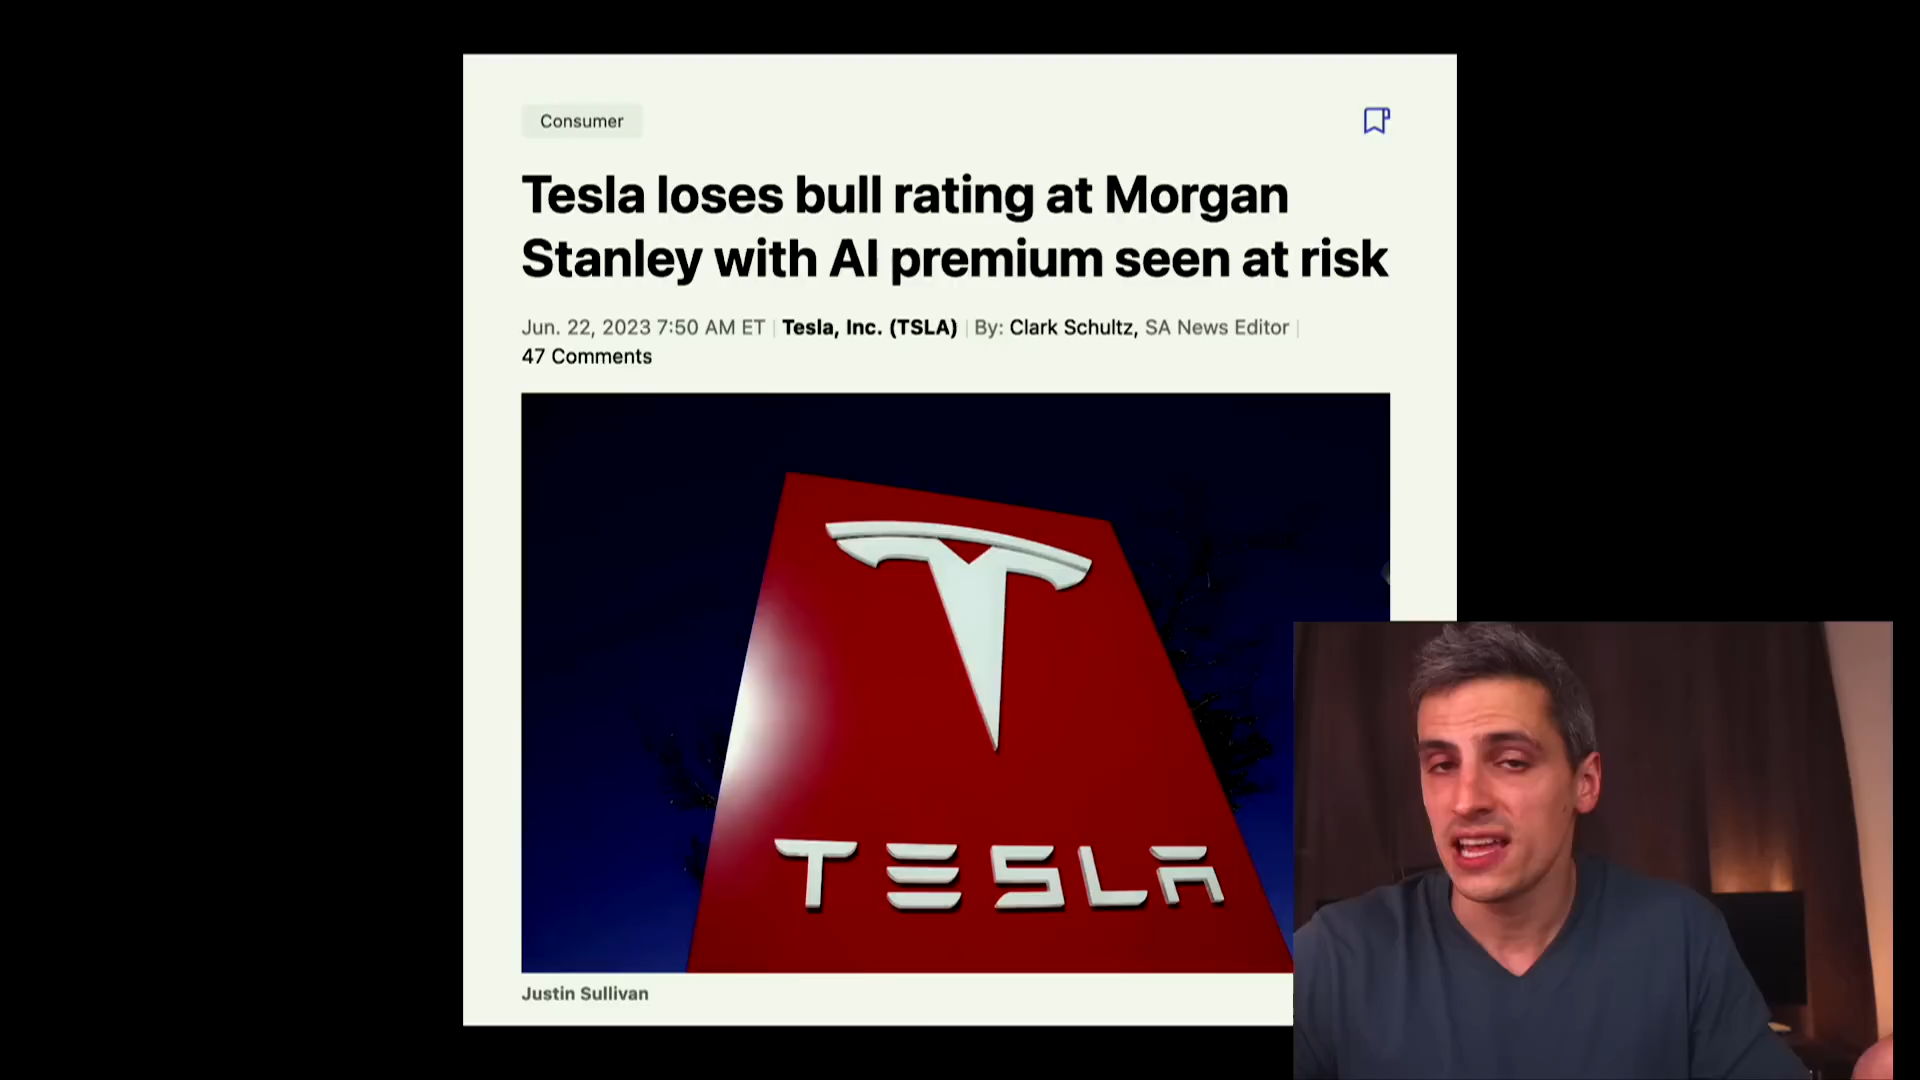 Consumer
Tesla loses bull rating at Morgan
Stanley with AI premium seen at risk
Jun. 22, 2023 7:50 AM ET | Tesla, Inc. (TSLA) | By: Clark Schultz, SA News Editor |
47 Comments
TESLA
Justin Sullivan